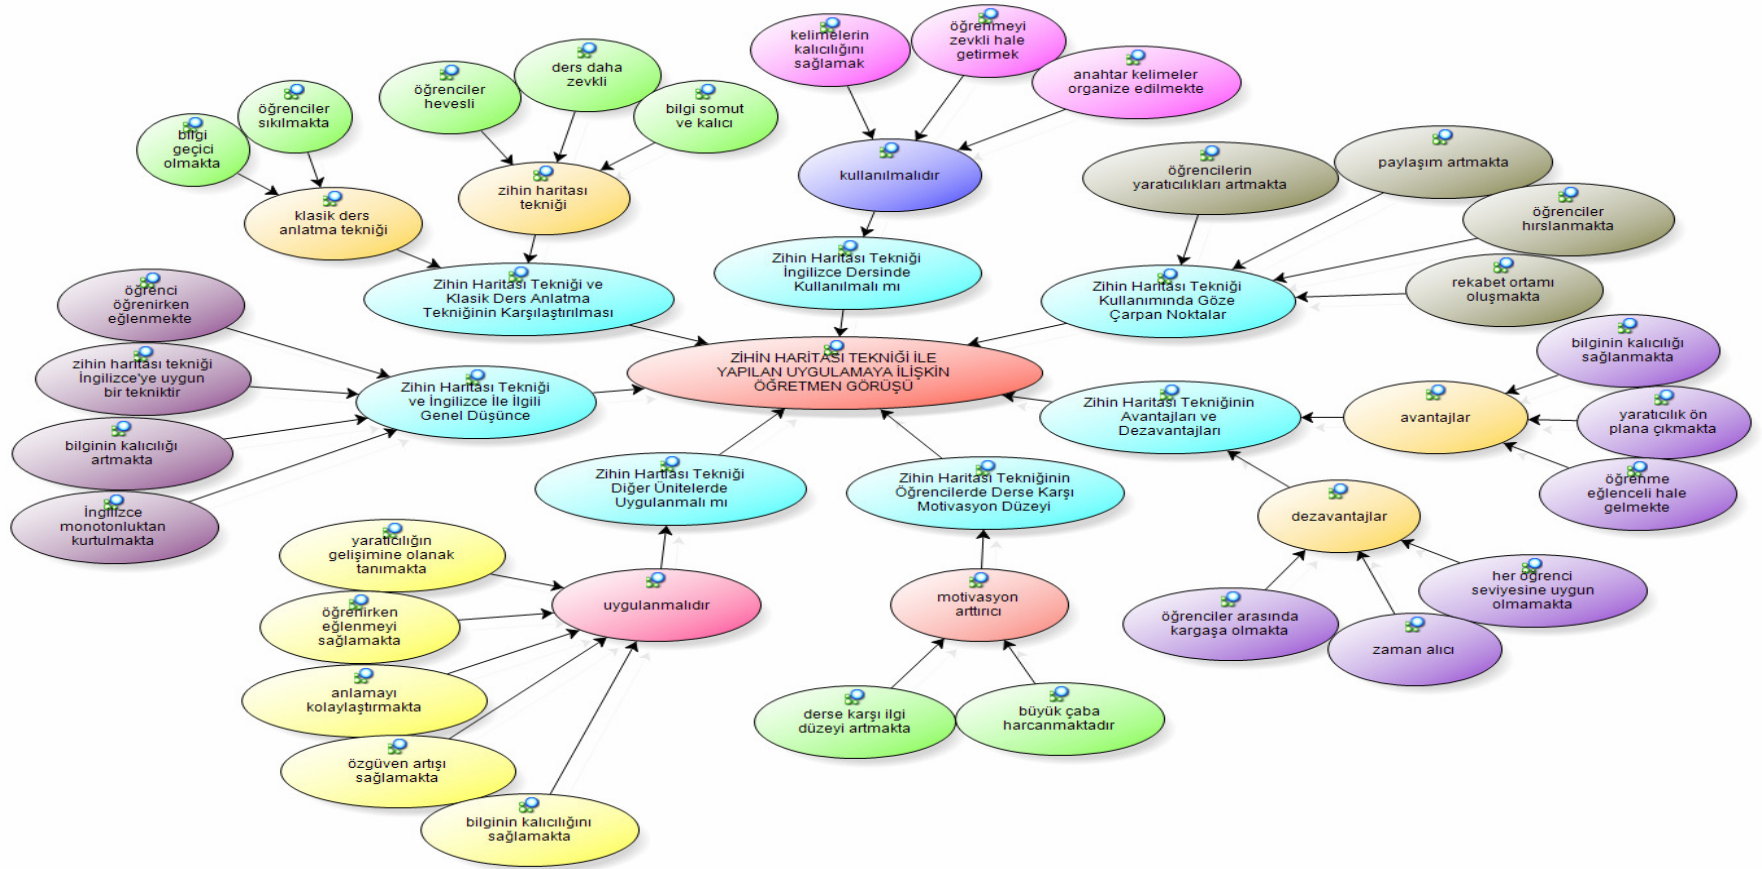 kelimelerin
kalıcılığını
sağlamak
öğrenmeyi
zevkli hale
getirmek
anahtar kelimeler
organize edilmekte
ders daha
zevkli
öğrenciler
hevesli
bilgi somut
ve kalıcı
öğrenciler
sıkılmakta
bilgi
geçici
olmakta
klasik ders
anlatma tekniği
zihin haritası
tekniği
kullanılmalıdır
öğrencilerin
yaratıcılıkları artmakta
paylaşım artmakta
öğrenciler
hırslanmakta
rekabet ortamı
oluşmakta
Zihin Haritası Tekniği ve
Klasik Ders Anlatma
Tekniğinin Karşılaştırılması
Zihin Haritası Tekniği
İngilizce Dersinde
Kullanılmalı mı
Zihin Haritası Tekniği
Kullanımında Göze
Çarpan Noktalar
öğrenci
öğrenirken
eğlenmekte
zihin haritası tekniği
İngilizce'ye uygun
bir tekniktir
bilginin kalıcılığı
artmakta
İngilizce
monotonluktan
kurtulmakta
Zihin Haritası Tekniği
ve İngilizce İle İlgili
Genel Düşünce
ZİHİN HARİTASI TEKNİĞİ İLE
YAPILAN UYGULAMAYA İLİŞKİN
ÖĞRETMEN GÖRÜŞÜ
Zihin Haritası Tekniğinin
Avantajları ve
Dezavantajları
avantajlar
bilginin kalıcılığı
sağlanmakta
yaratıcılık ön
plana çıkmakta
öğrenme
eğlenceli hale
gelmekte
dezavantajlar
öğrenciler arasında
kargaşa olmakta
zaman alıcı
her öğrenci
seviyesine uygun
olmamakta
Zihin Haritası Tekniği
Diğer Ünitelerde
Uygulanmalı mı
Zihin Haritası Tekniğinin
Öğrencilerde Derse Karşı
Motivasyon Düzeyi
uygulanmalıdır
motivasyon
arttırıcı
yaratıcılığın
gelişimine olanak
tanımakta
öğrenirken
eğlenmeyi
sağlamakta
anlamayı
kolaylaştırmakta
özgüven artışı
sağlamakta
bilginin kalıcılığını
sağlamakta
derse karşı ilgi
düzeyi artmakta
büyük çaba
harcanmaktadır